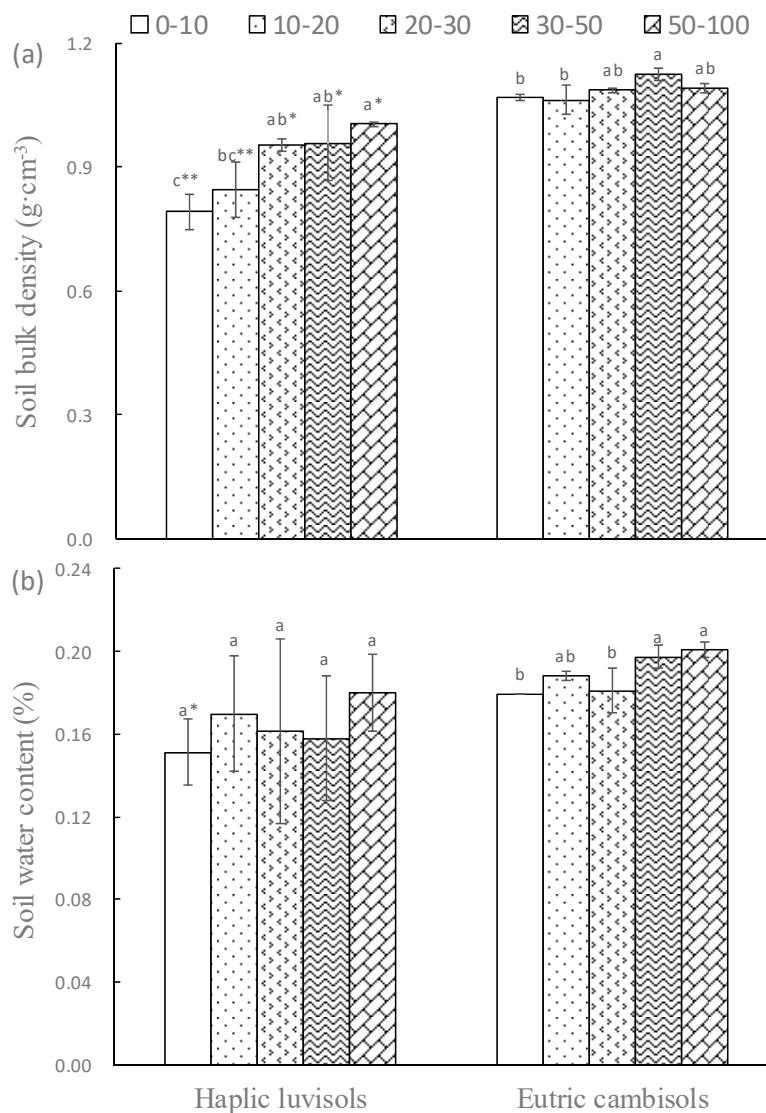 0-10 10-20 20-30 30-50 50-100
(a)
Soil bulk density (g·cm⁻³)
1.2
0.9
0.6
0.3
0.0
c** bc** ab* ab* a*
b b ab a ab
(b)
Soil water content (%)
0.24
0.20
0.16
0.12
0.08
0.04
0.00
a* a a a a
b ab b a a
Haplic luvisols Eutric cambisols